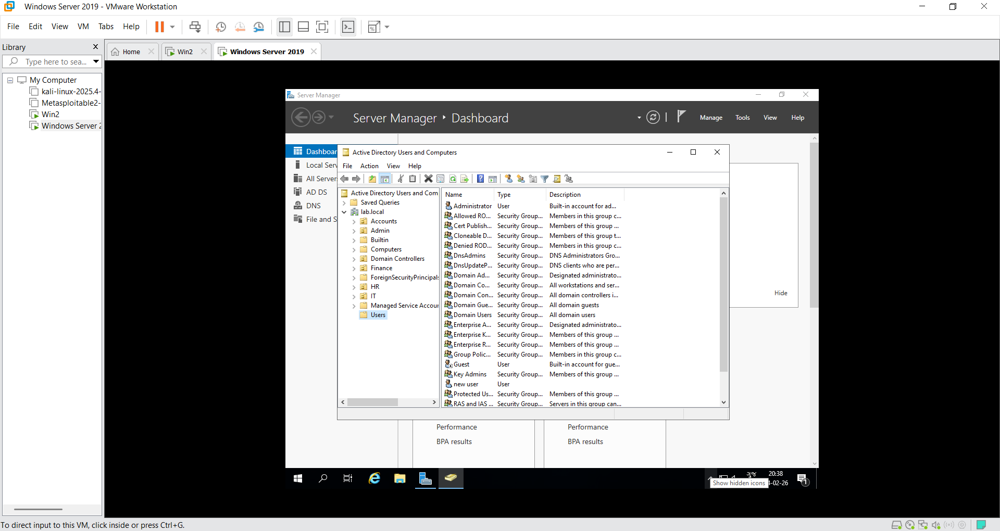 Windows Server 2019 - VMware Workstation
File Edit View VM Tabs Help
Library
Type here to sea...
My Computer
kali-linux-2025.4-
Metasploitable2-
Win2
Windows Server 2
Home
Win2
Windows Server 2019
Server Manager
Server Manager Dashboard
Manage Tools View Help
Dashboar
Local Serv
All Server
AD DS
DNS
File and S
Active Directory Users and Computers
File Action View Help
Active Directory Users and Com
Saved Queries
lab.local
Accounts
Admin
Builtin
Computers
Domain Controllers
Finance
ForeignSecurityPrincipals
HR
IT
Managed Service Accour
Users
Name Type Description
Administrator User Built-in account for ad...
Allowed RO... Security Group... Members in this group c...
Cert Publish... Security Group... Members of this group ...
Cloneable D... Security Group... Members of this group t...
Denied ROD... Security Group... Members in this group c...
DnsAdmins Security Group... DNS Administrators Gro...
DnsUpdateP... Security Group... DNS clients who are per...
Domain Ad... Security Group... Designated administrato...
Domain Co... Security Group... All workstations and ser...
Domain Con... Security Group... All domain controllers i...
Domain Gue... Security Group... All domain guests
Domain Users Security Group... All domain users
Enterprise A... Security Group... Designated administrato...
Enterprise K... Security Group... Members of this group ...
Enterprise R... Security Group... Members of this group ...
Group Polic... Security Group... Members in this group c...
Guest User Built-in account for gue...
Key Admins Security Group... Members of this group ...
new user User
Protected Us... Security Group... Members of this group ...
RAS and IAS ... Security Group... Servers in this group can...
Hide
Performance
BPA results
Performance
BPA results
20:38
-02-26
1
Show hidden icons
To direct input to this VM, click inside or press Ctrl+G.